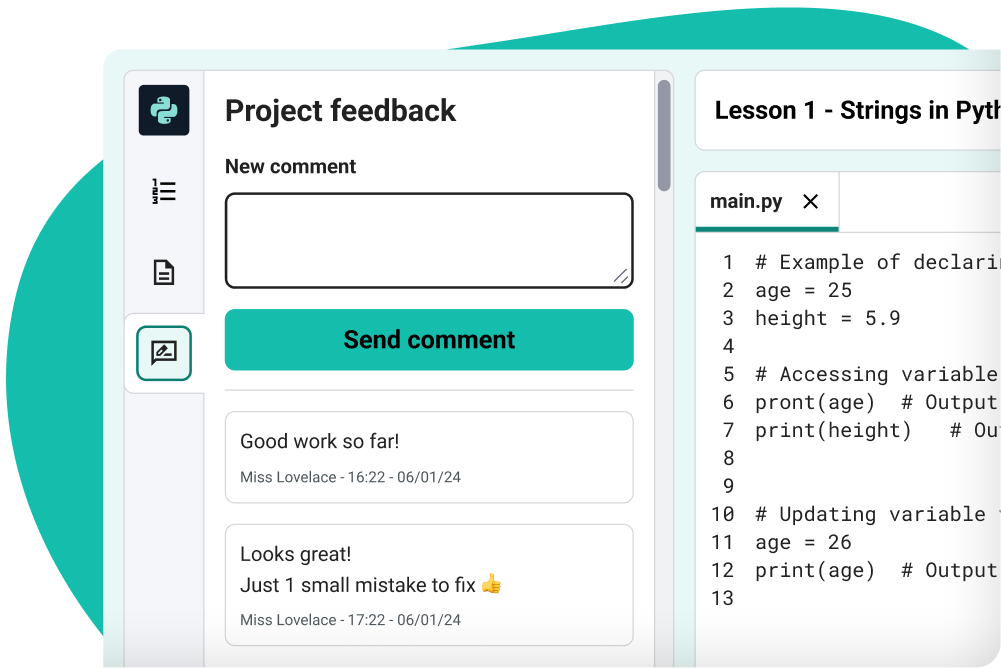 Project feedback
New comment
Send comment
Good work so far!
Miss Lovelace - 16:22 - 06/01/24
Looks great!
Just 1 small mistake to fix 👍
Miss Lovelace - 17:22 - 06/01/24
Lesson 1 - Strings in Pyth
main.py
1 # Example of declarin
2 age = 25
3 height = 5.9
4
5 # Accessing variable
6 pront(age)  # Output
7 print(height)   # Ou
8
9
10 # Updating variable
11 age = 26
12 print(age)  # Output
13